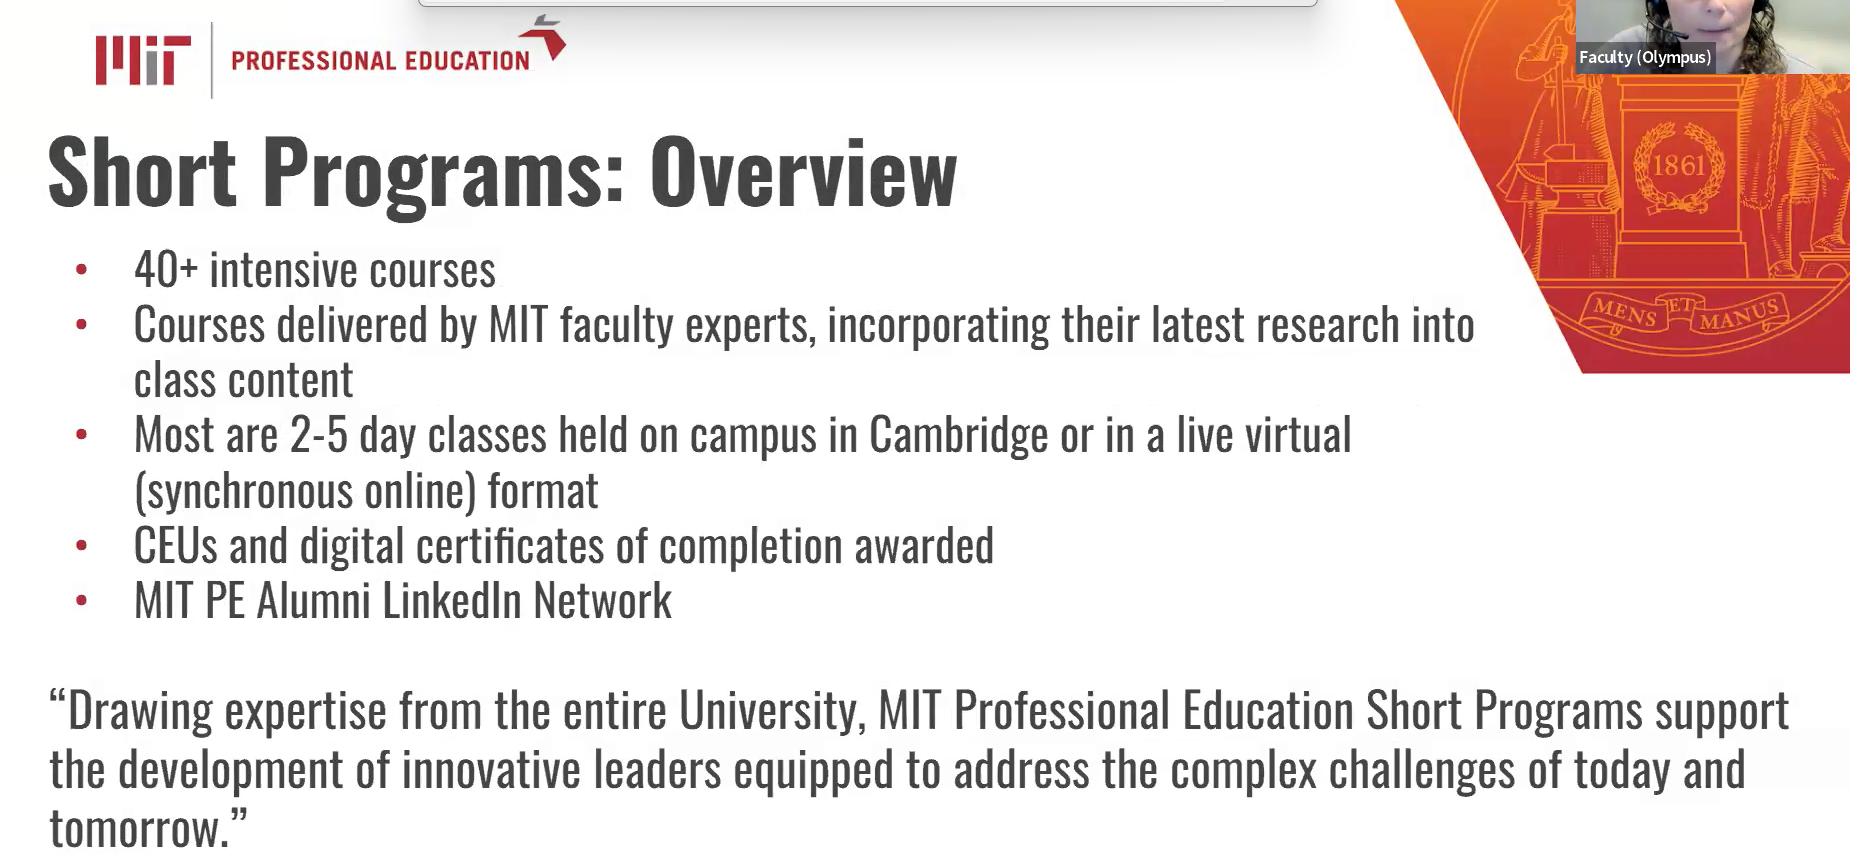 MIT PROFESSIONAL EDUCATION
Faculty (Olympus)
1861
MENS ET MANUS
Short Programs: Overview
• 40+ intensive courses
• Courses delivered by MIT faculty experts, incorporating their latest research into
class content
• Most are 2-5 day classes held on campus in Cambridge or in a live virtual
(synchronous online) format
• CEUs and digital certificates of completion awarded
• MIT PE Alumni LinkedIn Network
“Drawing expertise from the entire University, MIT Professional Education Short Programs support
the development of innovative leaders equipped to address the complex challenges of today and
tomorrow.”